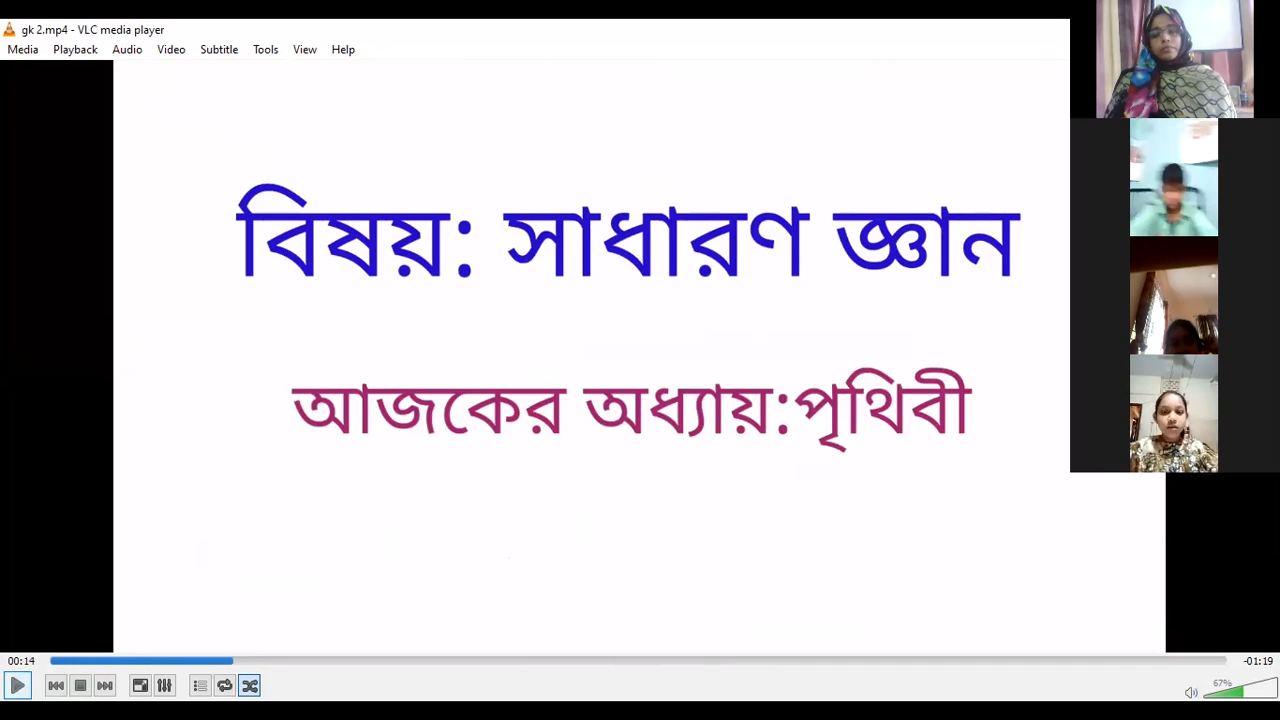 gk 2.mp4 - VLC media player
Media Playback Audio Video Subtitle Tools View Help
বিষয়: সাধারণ জ্ঞান
আজকের অধ্যায়:পৃথিবী
00:14 -01:19
67%